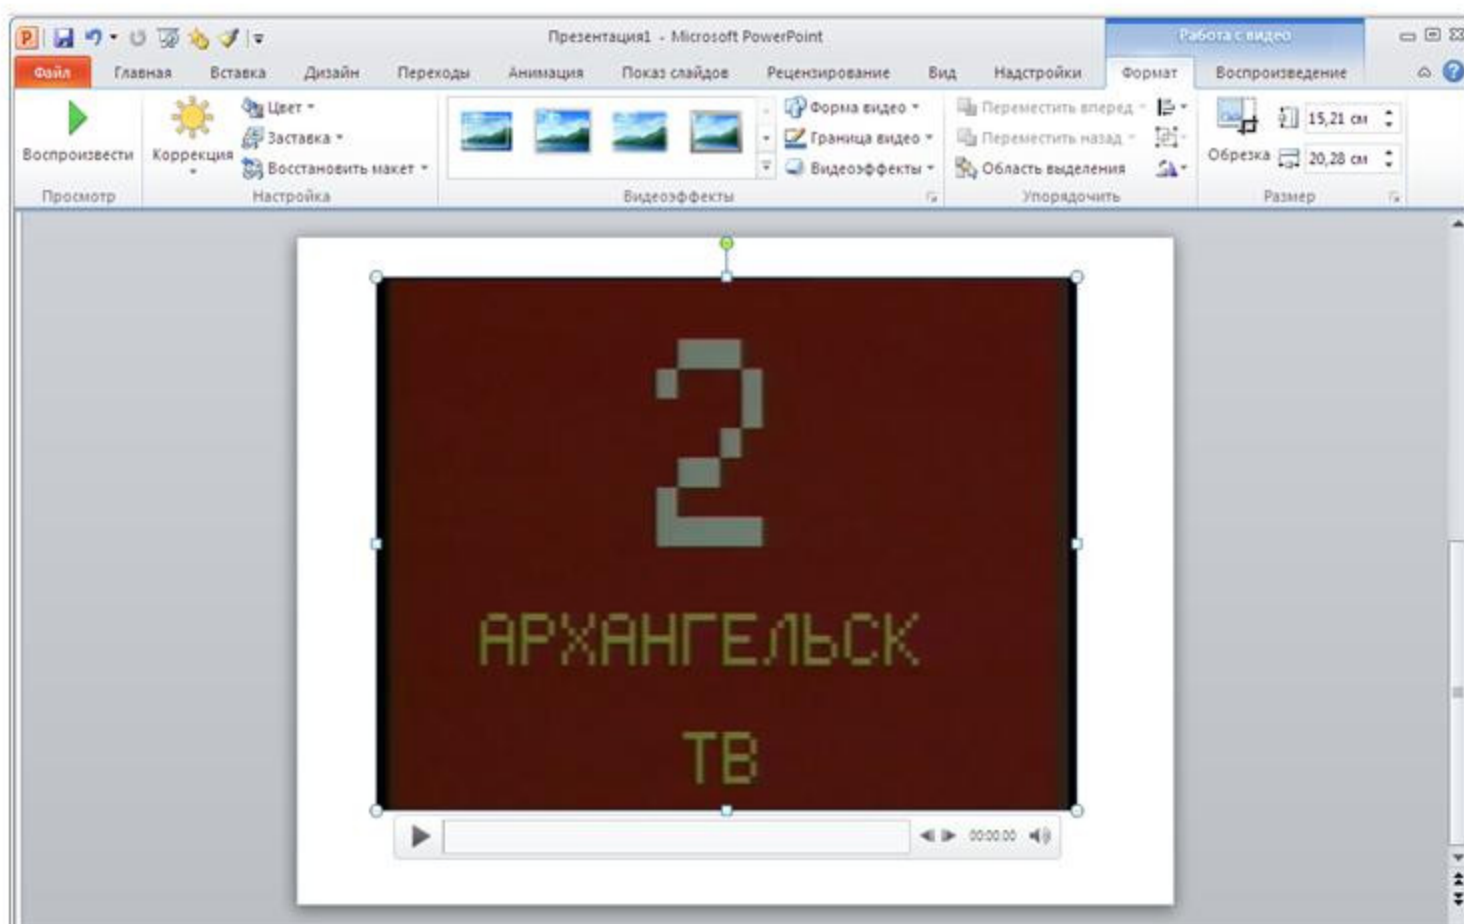 Презентация1 - Microsoft PowerPoint
Работа с видео
Файл Главная Вставка Дизайн Переходы Анимация Показ слайдов Рецензирование Вид Надстройки Формат Воспроизведение
Воспроизвести
Коррекция
Цвет
Заставка
Восстановить макет
Форма видео
Граница видео
Видеоэффекты
Переместить вперед
Переместить назад
Область выделения
Обрезка
15,21 см
20,28 см
Просмотр Настройка Видеоэффекты Упорядочить Размер
2
АРХАНГЕЛЬСК
ТВ
00:00.00